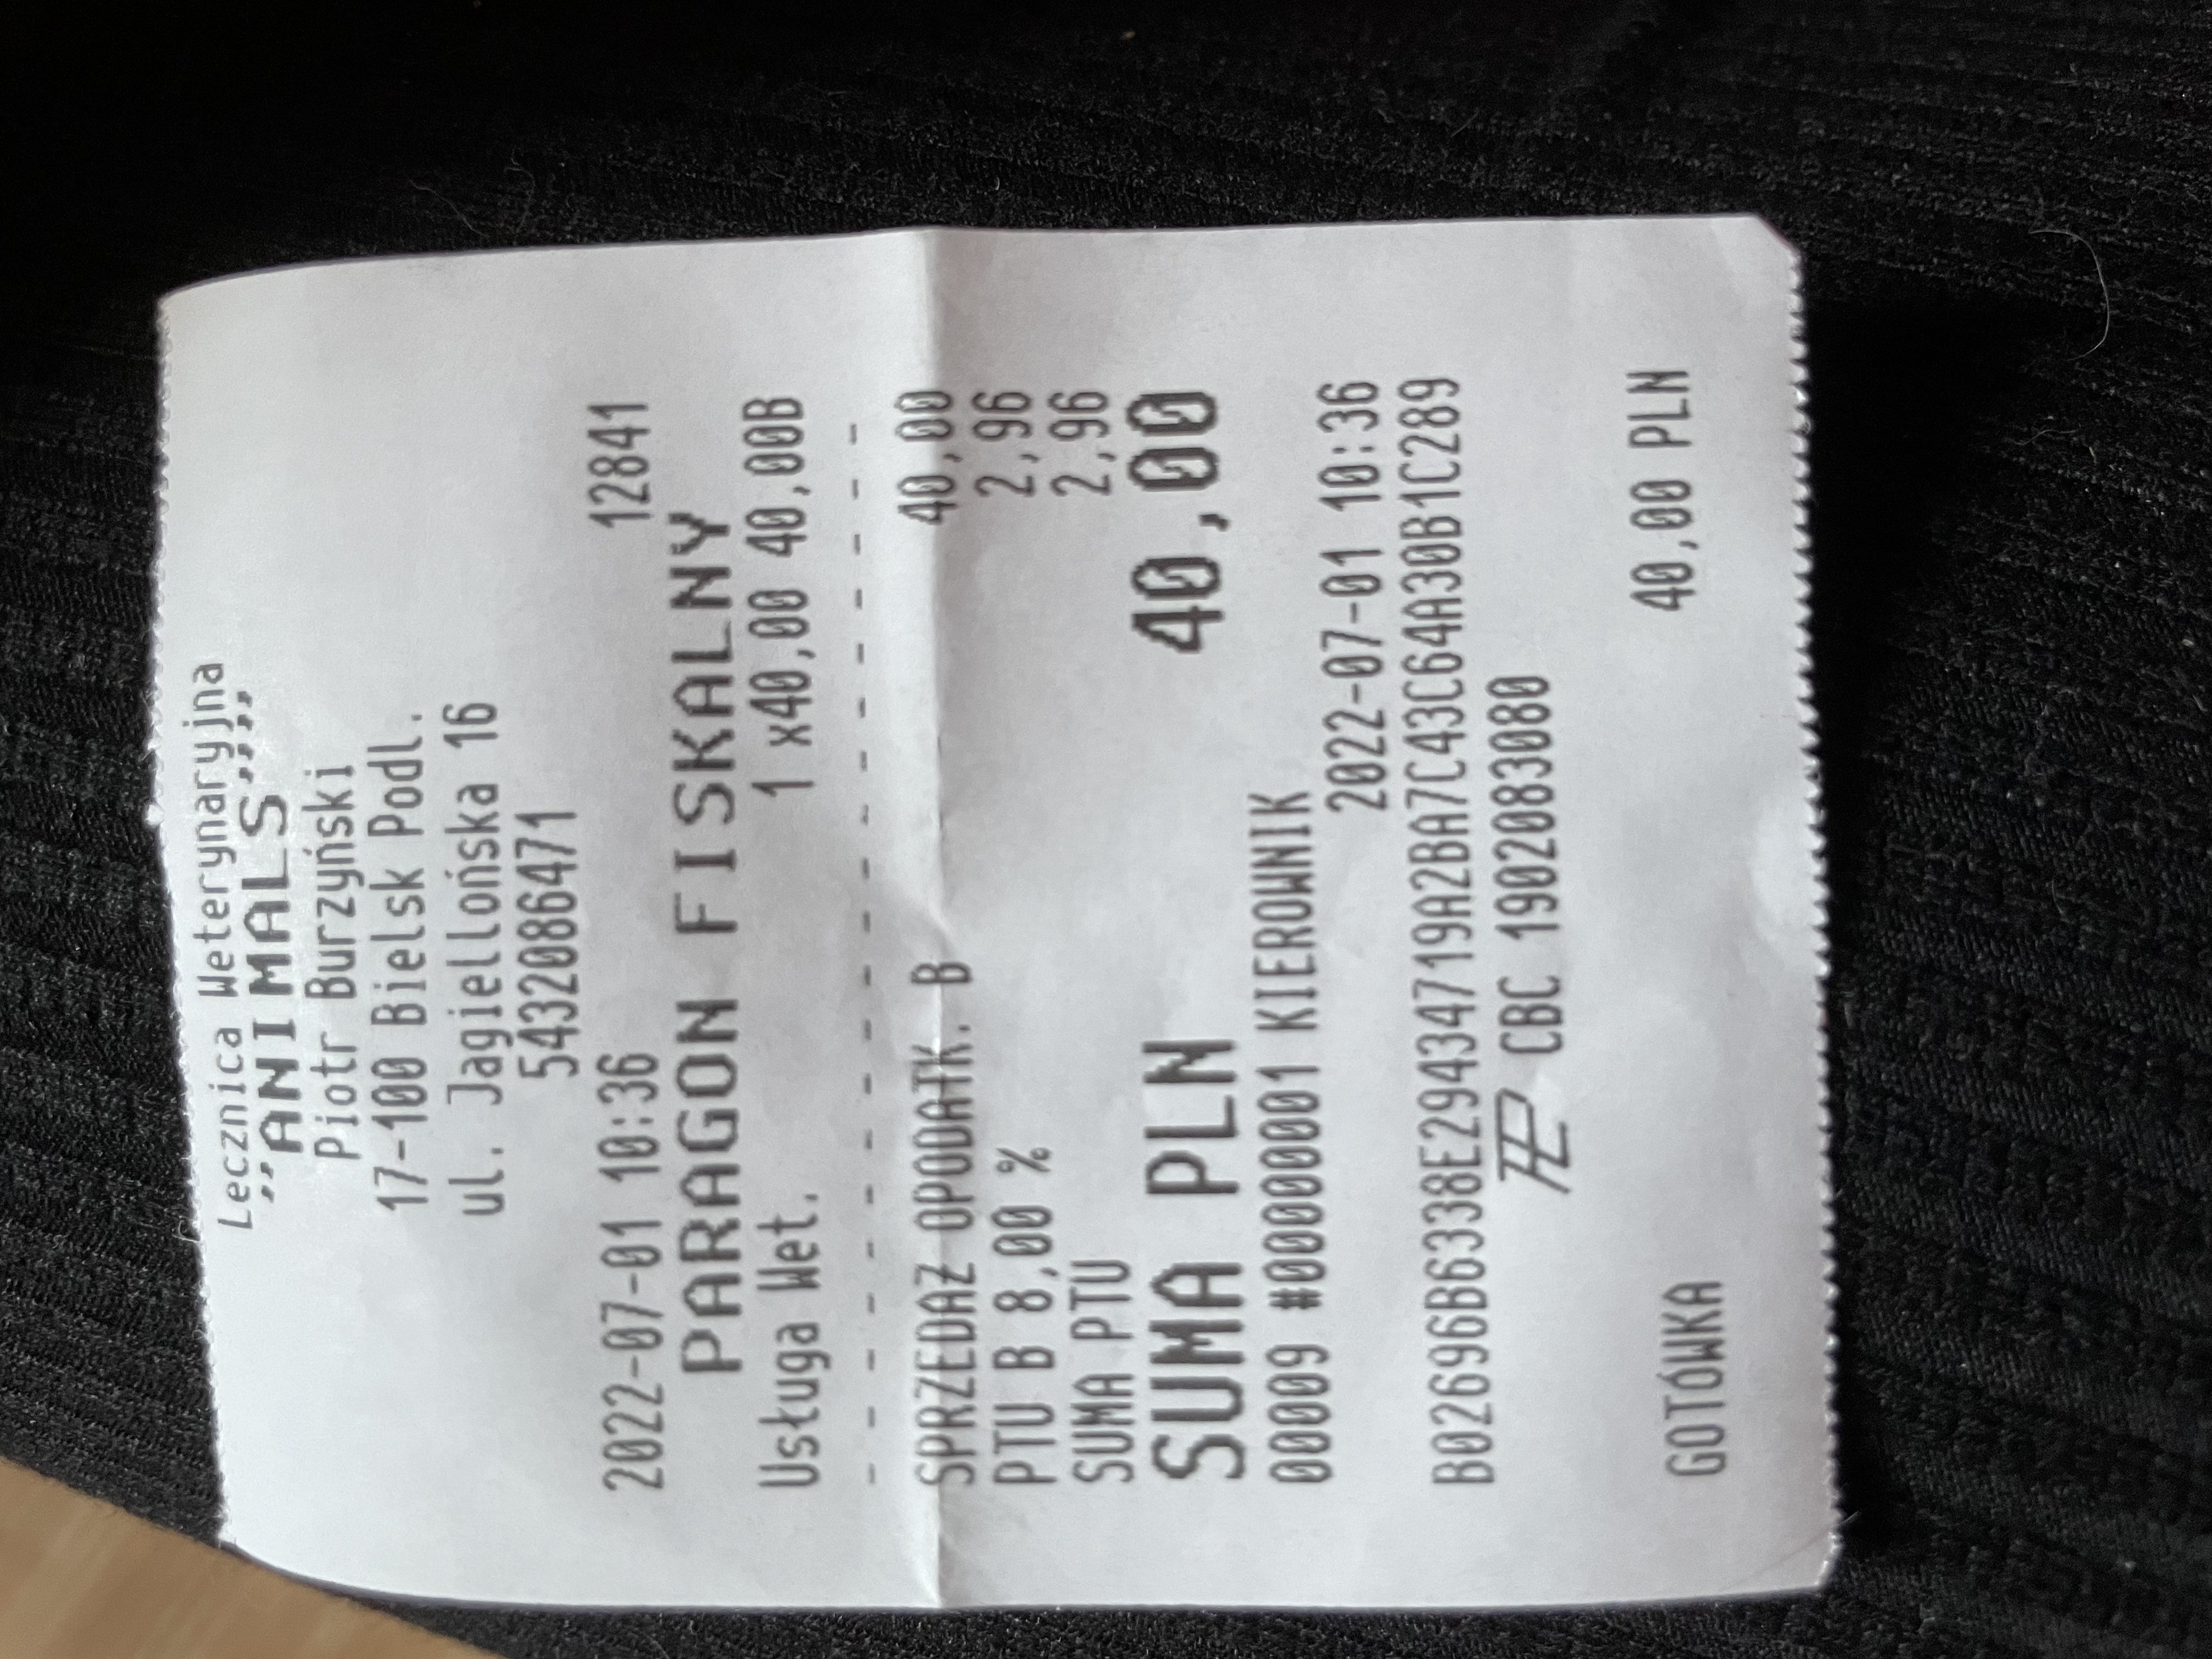 Lecznica Weterynaryjna
,,ANIMALS,,,,
Piotr Burzyński
17-100 Bielsk Podl.
ul. Jagiellońska 16
5432086471
2022-07-01 10:36 12841
PARAGON FISKALNY
Usługa Wet. 1 x40,00 40,00B
SPRZEDAŻ OPODATK. B 40,00
PTU B 8,00 % 2,96
SUMA PTU 2,96
SUMA PLN 40,00
00009 #00000001 KIEROWNIK
2022-07-01 10:36
B02696B6338E2943471 9A2BA7C43C64A30B1C289
CBC 1902083080
GOTÓWKA 40,00 PLN